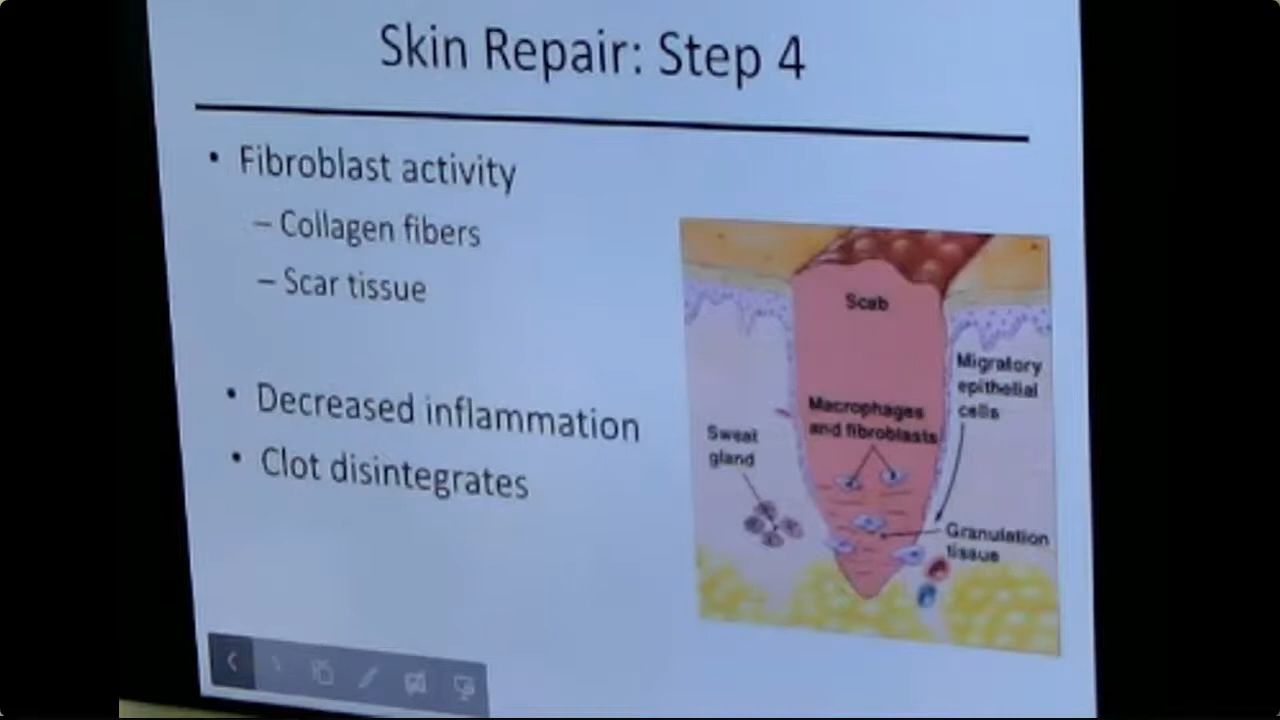 Skin Repair: Step 4
• Fibroblast activity
– Collagen fibers
– Scar tissue
• Decreased inflammation
• Clot disintegrates
Scab
Migratory
epithelial
cells
Macrophages
and fibroblasts
Sweat
gland
Granulation
tissue